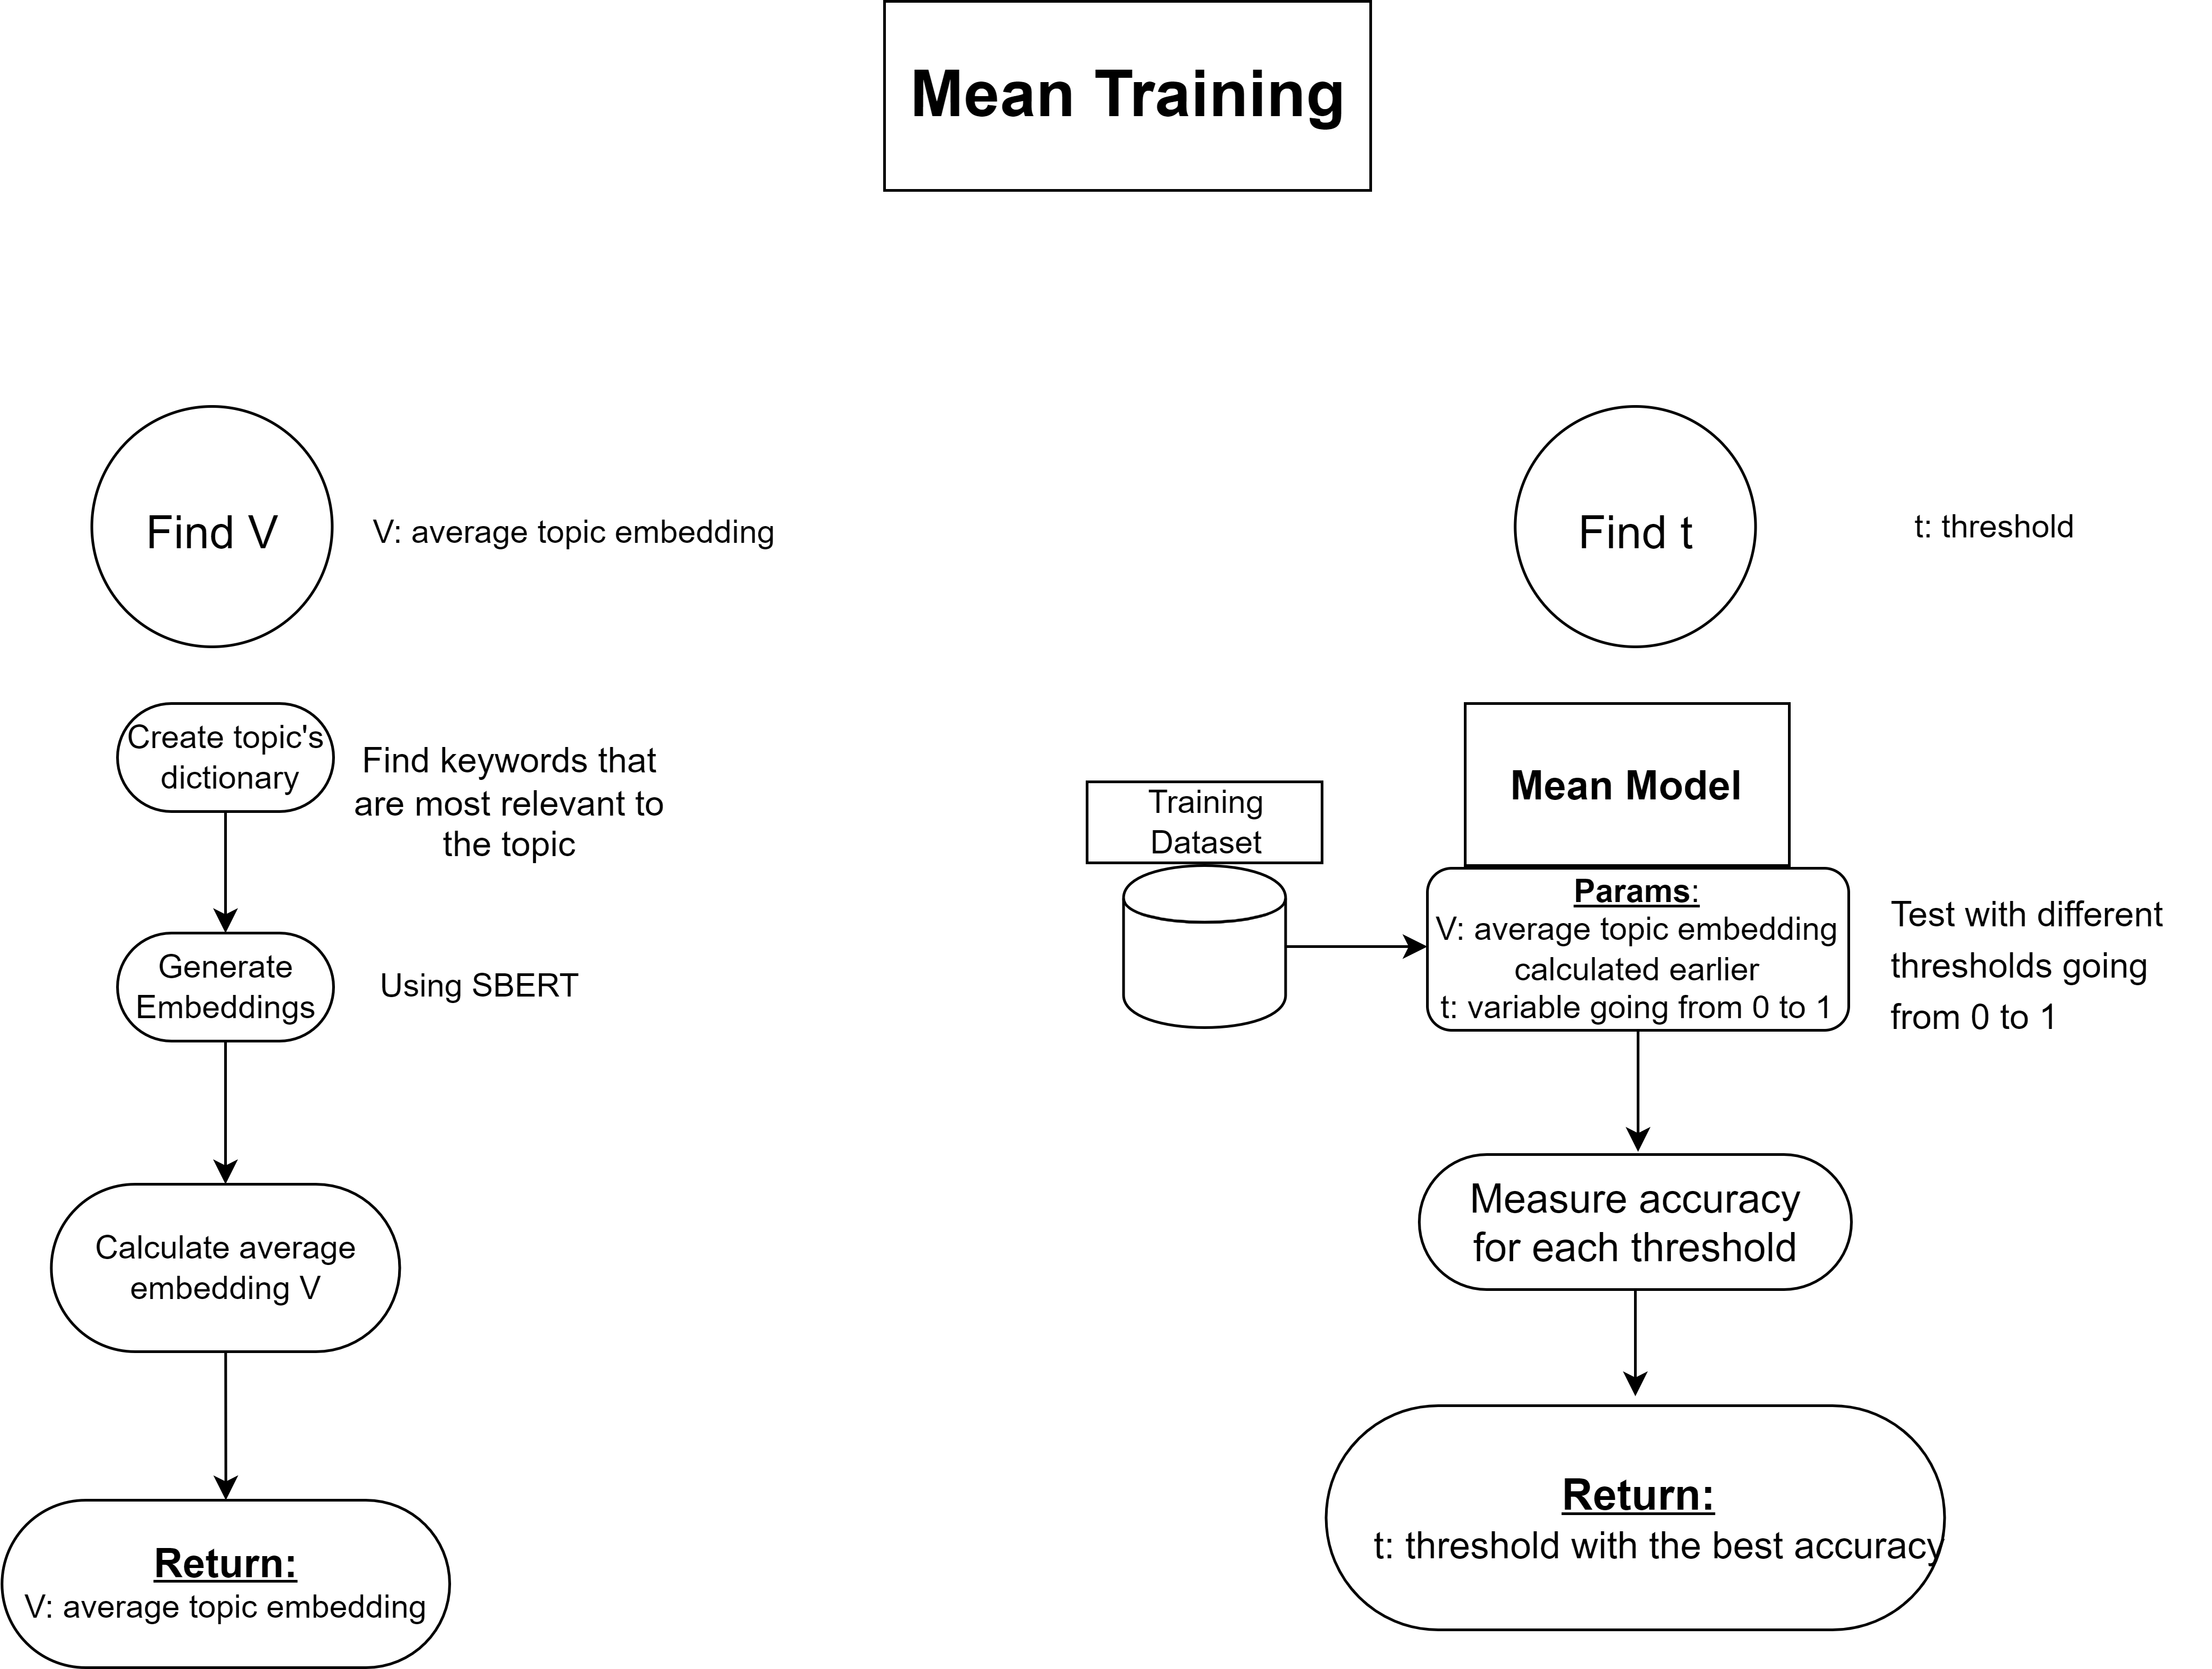 Mean Training
Find V
V: average topic embedding
Create topic's
dictionary
Find keywords that
are most relevant to
the topic
Generate
Embeddings
Using SBERT
Calculate average
embedding V
Return:
V: average topic embedding
Find t
t: threshold
Training
Dataset
Mean Model
Params:
V: average topic embedding
calculated earlier
t: variable going from 0 to 1
Test with different
thresholds going
from 0 to 1
Measure accuracy
for each threshold
Return:
t: threshold with the best accuracy